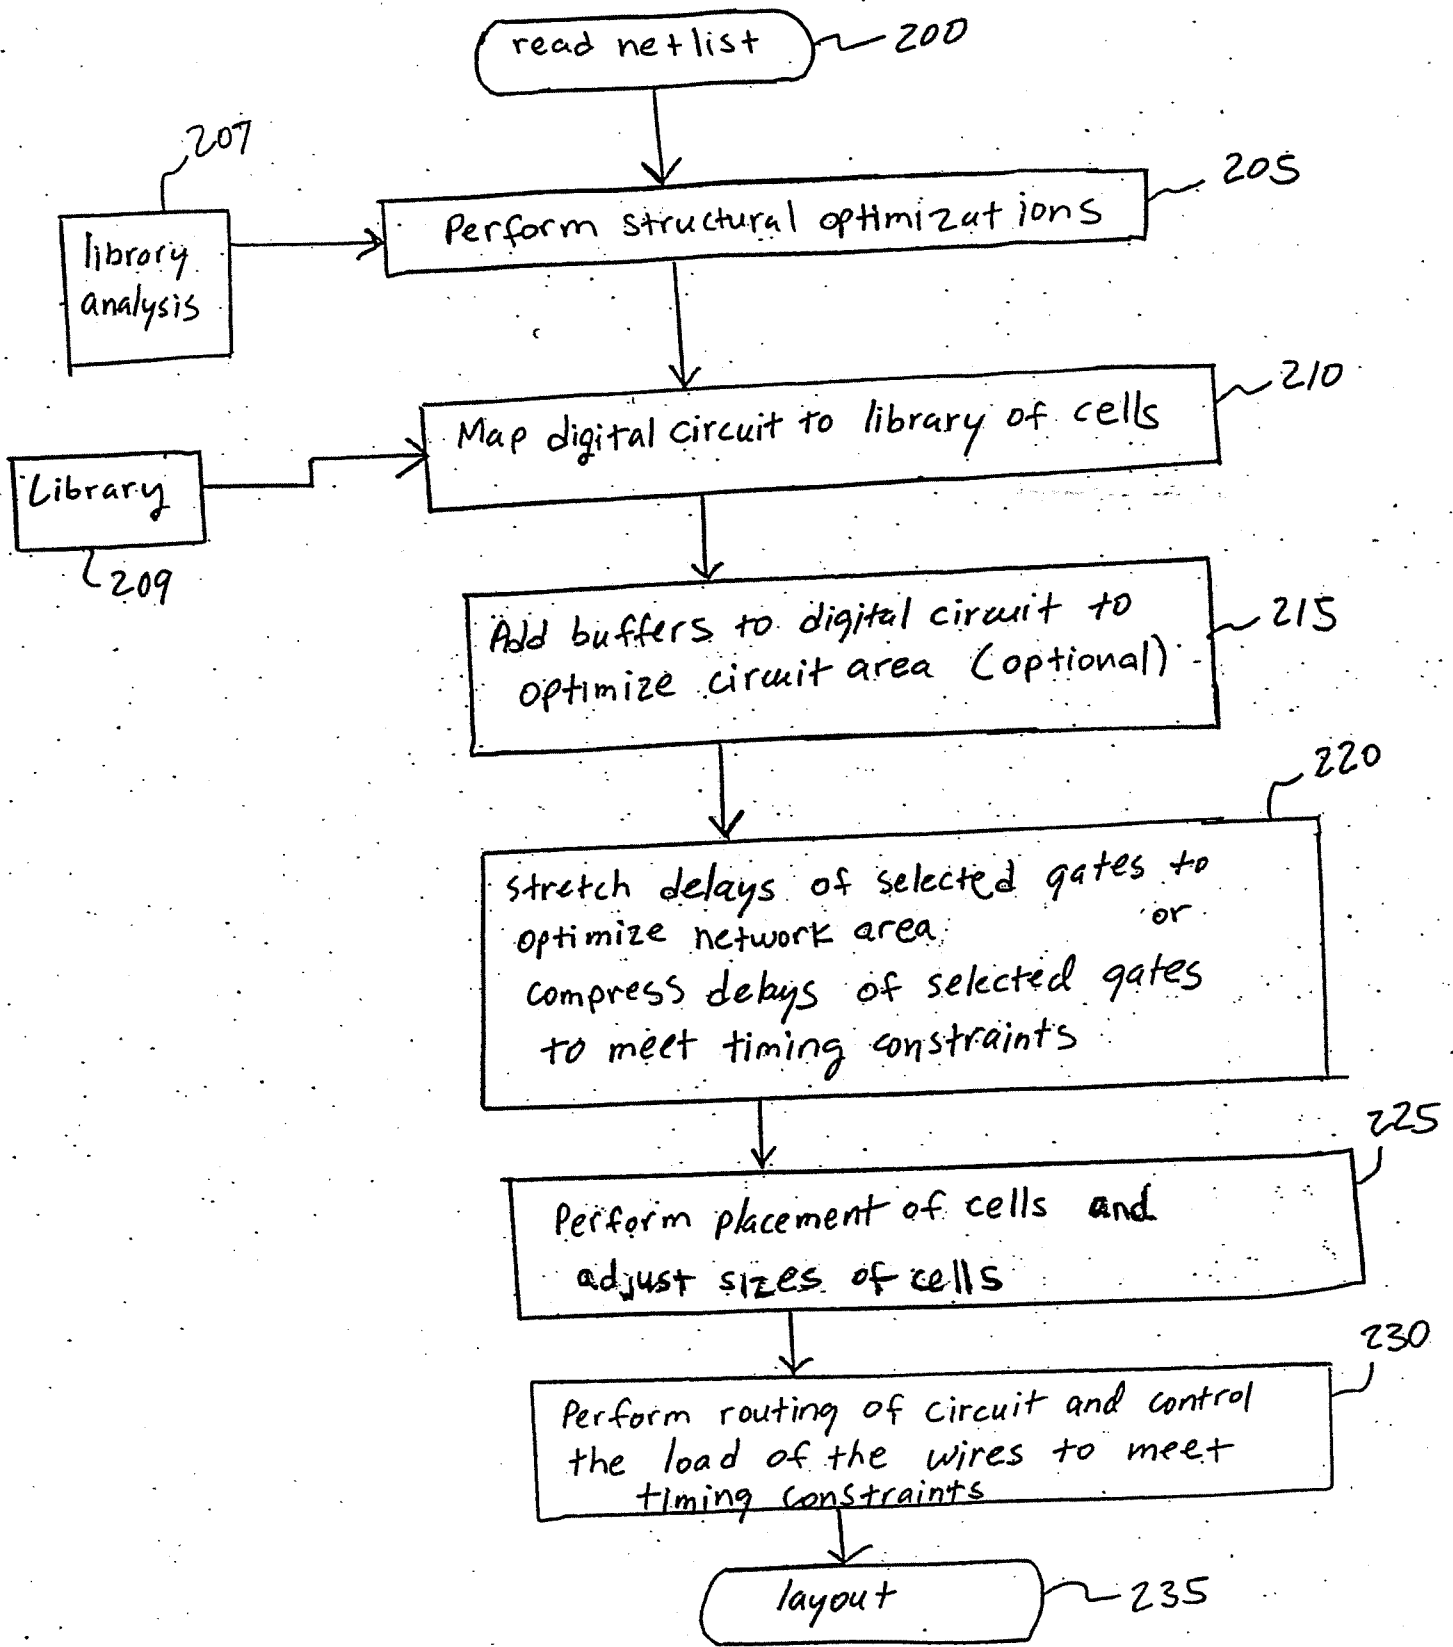 read netlist
200
207
205
Perform structural optimizations
library
analysis
210
Map digital circuit to library of cells
Library
209
215
Add buffers to digital circuit to
optimize circuit area (optional)
220
stretch delays of selected gates to
optimize network area or
compress delays of selected gates
to meet timing constraints
225
Perform placement of cells and
adjust sizes of cells
230
Perform routing of circuit and control
the load of the wires to meet
timing constraints
layout
235